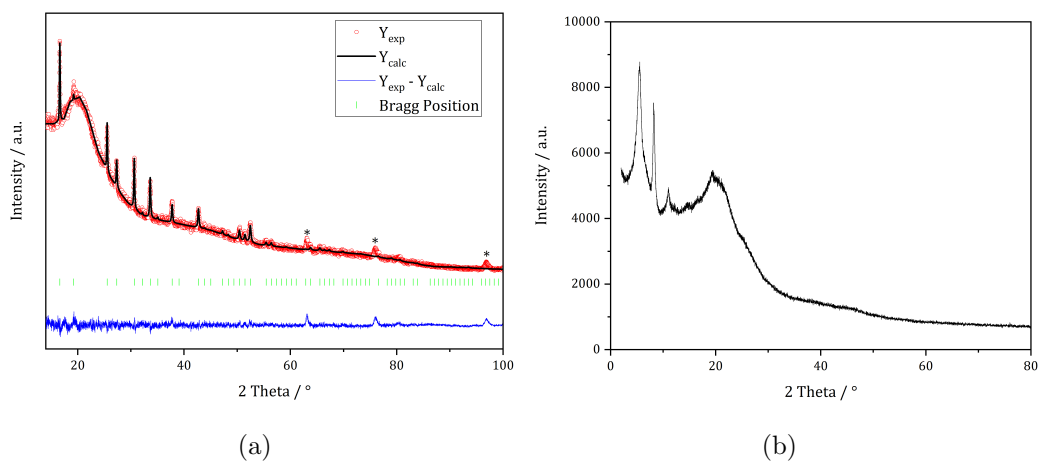 Y_exp
Y_calc
Y_exp - Y_calc
Bragg Position
*
*
*
Intensity / a.u.
20
40
60
80
100
2 Theta / °
(a)
10000
8000
6000
4000
2000
0
Intensity / a.u.
0
20
40
60
80
2 Theta / °
(b)